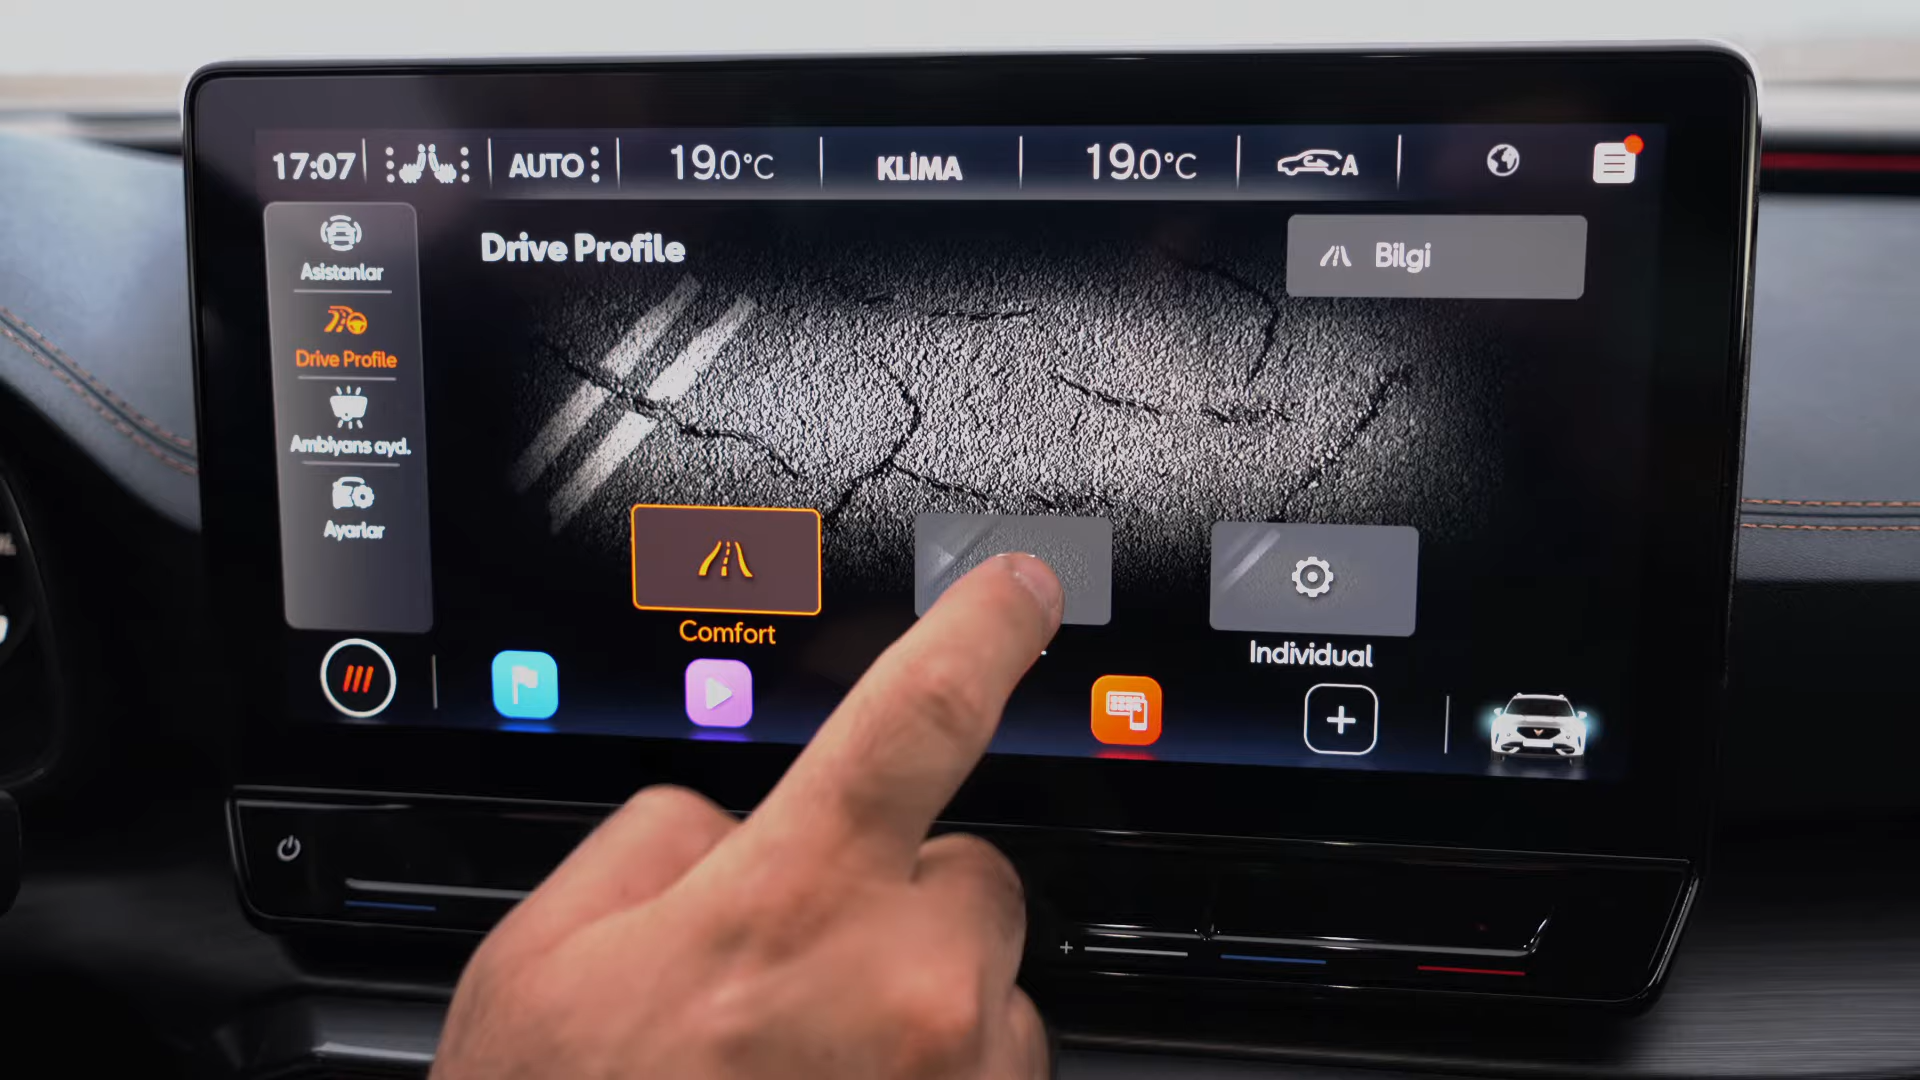 17:07 AUTO 19.0°C KLİMA 19.0°C A
Asistanlar
Drive Profile
Ambiyans ayd.
Ayarlar
Drive Profile
Bilgi
Comfort
Individual